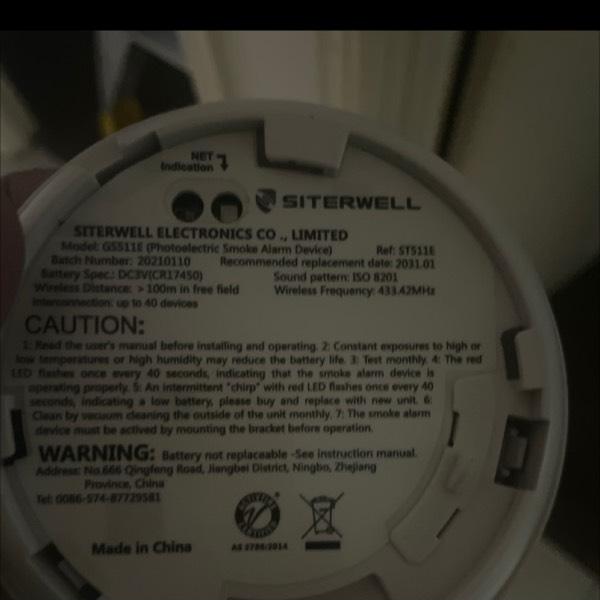 NET
Indication
SITERWELL
SITERWELL ELECTRONICS CO ., LIMITED
Model: GS511E (Photoelectric Smoke Alarm Device) Ref: ST511E
Batch Number: 20210110 Recommended replacement date: 2031.01
Battery Spec.: DC3V(CR17450) Sound pattern: ISO 8201
Wireless Distance: >100m in free field Wireless Frequency: 433.42MHz
Interconnection: up to 40 devices
CAUTION:
1: Read the user's manual before installing and operating. 2: Constant exposures to high or
low temperatures or high humidity may reduce the battery life. 3: Test monthly. 4: The red
LED flashes once every 40 seconds, indicating that the smoke alarm device is
operating properly. 5: An intermittent "chirp" with red LED flashes once every 40
seconds, indicating a low battery, please buy and replace with new unit. 6:
Clean by vacuum cleaning the outside of the unit monthly. 7: The smoke alarm
device must be actived by mounting the bracket before operation.
WARNING: Battery not replaceable -See instruction manual.
Address: No.666 Qingfeng Road, Jiangbei District, Ningbo, Zhejiang
Province, China
Tel: 0086-574-87729581
Made in China
AS 3786:2014